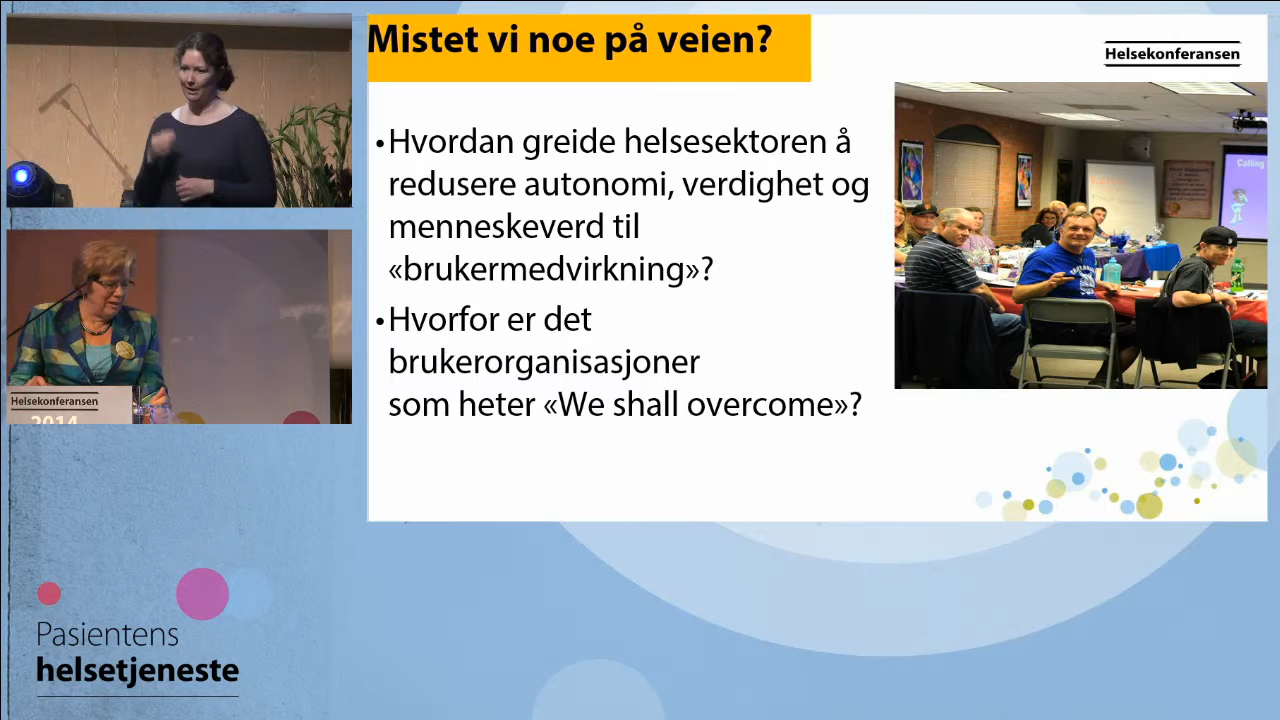 Mistet vi noe på veien?
Helsekonferansen
•Hvordan greide helsesektoren å
redusere autonomi, verdighet og
menneskeverd til
«brukermedvirkning»?
•Hvorfor er det
brukerorganisasjoner
som heter «We shall overcome»?
Calling
Helsekonferansen
2014
Pasientens
helsetjeneste